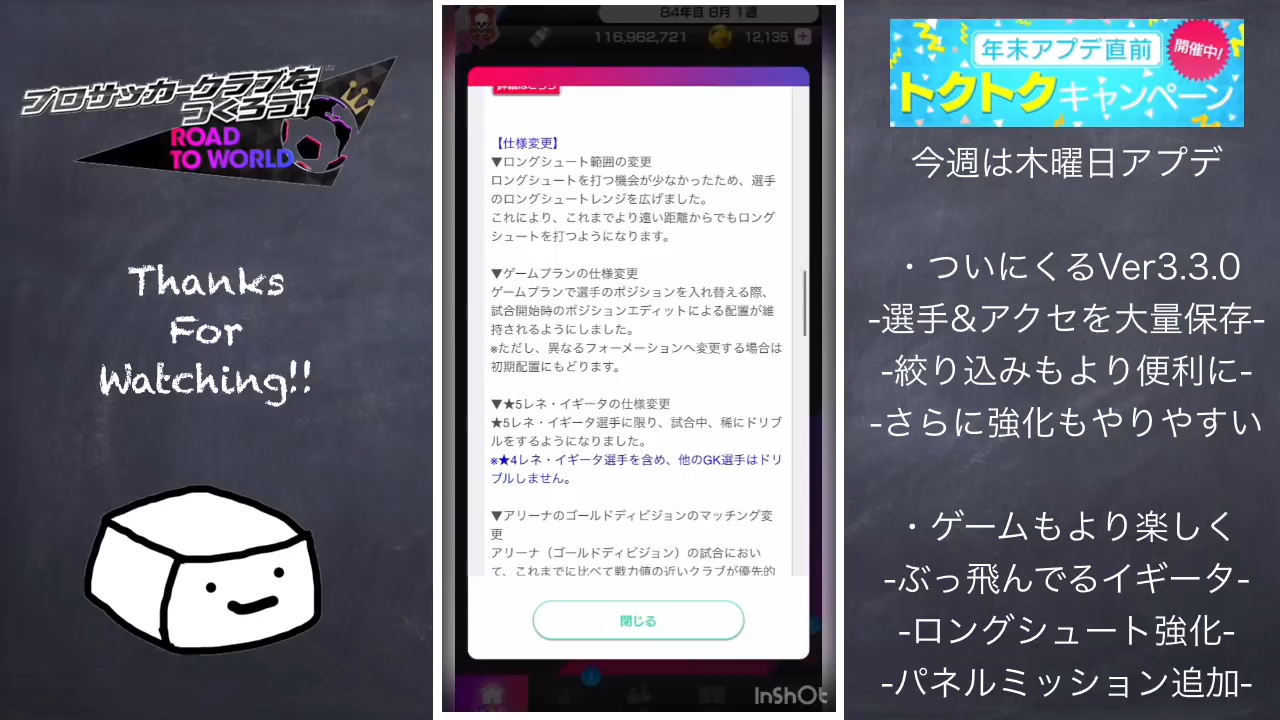 プロサッカークラブを
つくろう!
ROAD
TO WORLD
Thanks
For
Watching!!
84年目 8月 1週
116,962,721
12,135
【仕様変更】
▼ロングシュート範囲の変更
ロングシュートを打つ機会が少なかったため、選手
のロングシュートレンジを広げました。
これにより、これまでより遠い距離からでもロング
シュートを打つようになります。
▼ゲームプランの仕様変更
ゲームプランで選手のポジションを入れ替える際、
試合開始時のポジションエディットによる配置が維
持されるようにしました。
※ただし、異なるフォーメーションへ変更する場合は
初期配置にもどります。
▼★5レネ・イギータの仕様変更
★5レネ・イギータ選手に限り、試合中、稀にドリブ
ルをするようになりました。
※★4レネ・イギータ選手を含め、他のGK選手はドリ
ブルしません。
▼アリーナのゴールドディビジョンのマッチング変
更
アリーナ（ゴールドディビジョン）の試合におい
て、これまでに比べて戦力値の近いクラブが優先的
閉じる
InShOt
年末アプデ直前
開催中!
トクトクキャンペーン
今週は木曜日アプデ
・ついにくるVer3.3.0
-選手&アクセを大量保存-
-絞り込みもより便利に-
-さらに強化もやりやすい
・ゲームもより楽しく
-ぶっ飛んでるイギータ-
-ロングシュート強化-
-パネルミッション追加-